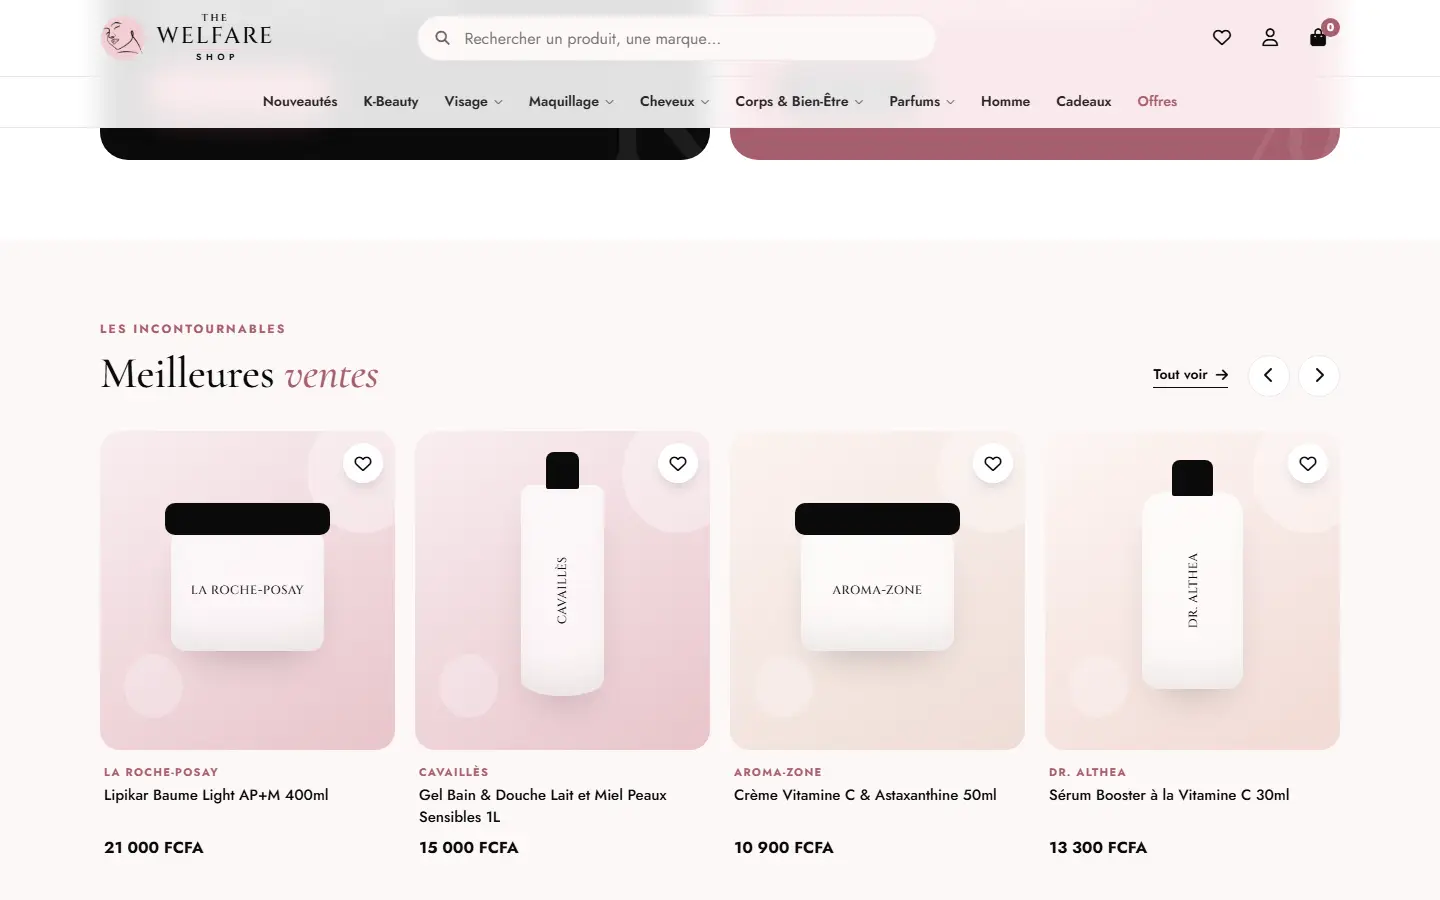 THE
WELFARE
SHOP
Rechercher un produit, une marque...
0
Nouveautés K-Beauty Visage Maquillage Cheveux Corps & Bien-Être Parfums Homme Cadeaux Offres
LES INCONTOURNABLES
Meilleures ventes
Tout voir
LA ROCHE-POSAY
CAVAILLÈS
AROMA-ZONE
DR. ALTHEA
LA ROCHE-POSAY
Lipikar Baume Light AP+M 400ml
21 000 FCFA
CAVAILLÈS
Gel Bain & Douche Lait et Miel Peaux
Sensibles 1L
15 000 FCFA
AROMA-ZONE
Crème Vitamine C & Astaxanthine 50ml
10 900 FCFA
DR. ALTHEA
Sérum Booster à la Vitamine C 30ml
13 300 FCFA